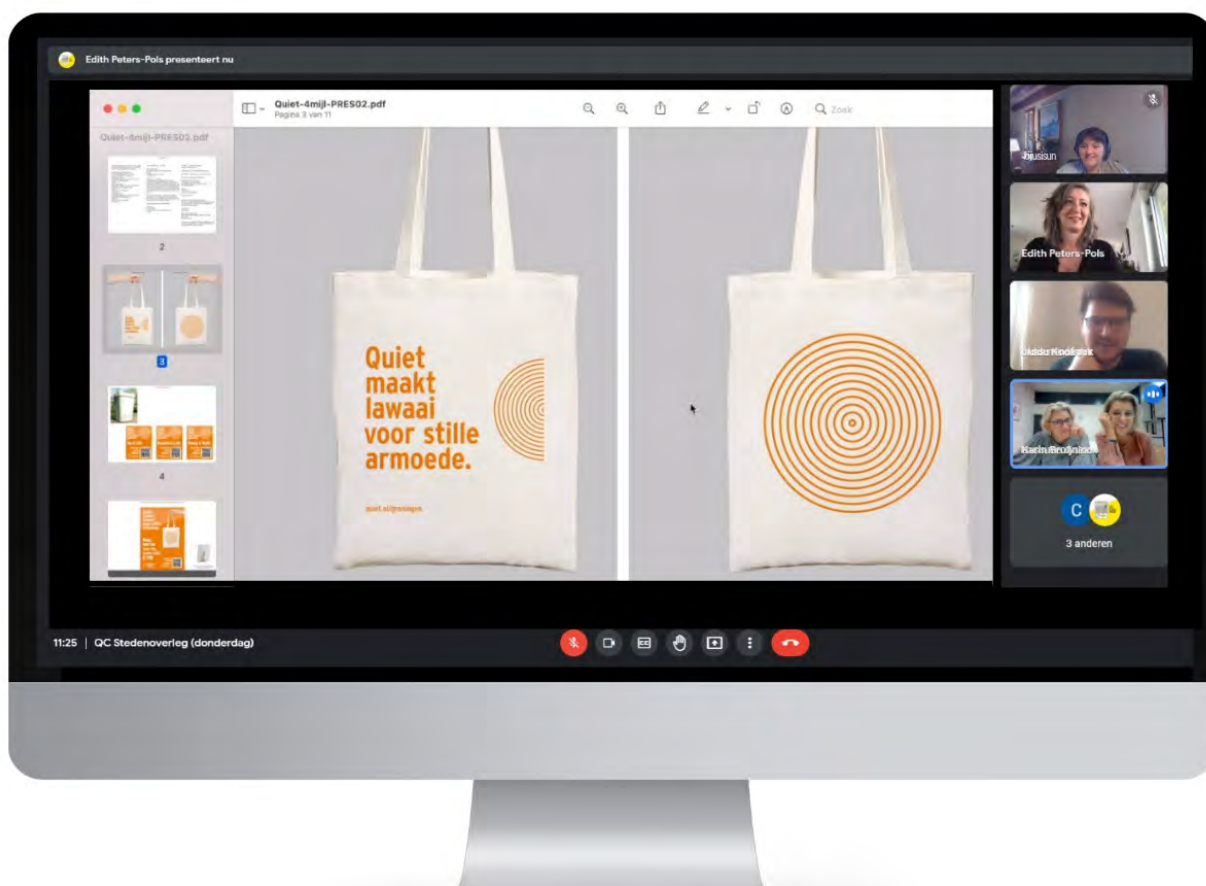 Edith Peters-Pols presenteert nu
Quiet-4mijl-PRES02.pdf
Pagina 3 van 11
Zoek
Quiet-4mijl-PRES02.pdf
2
3
4
Quiet
maakt
lawaai
voor stille
armoede.
Edith Peters-Pols
C
3 anderen
11:25 | QC Stedenoverleg (donderdag)
CC